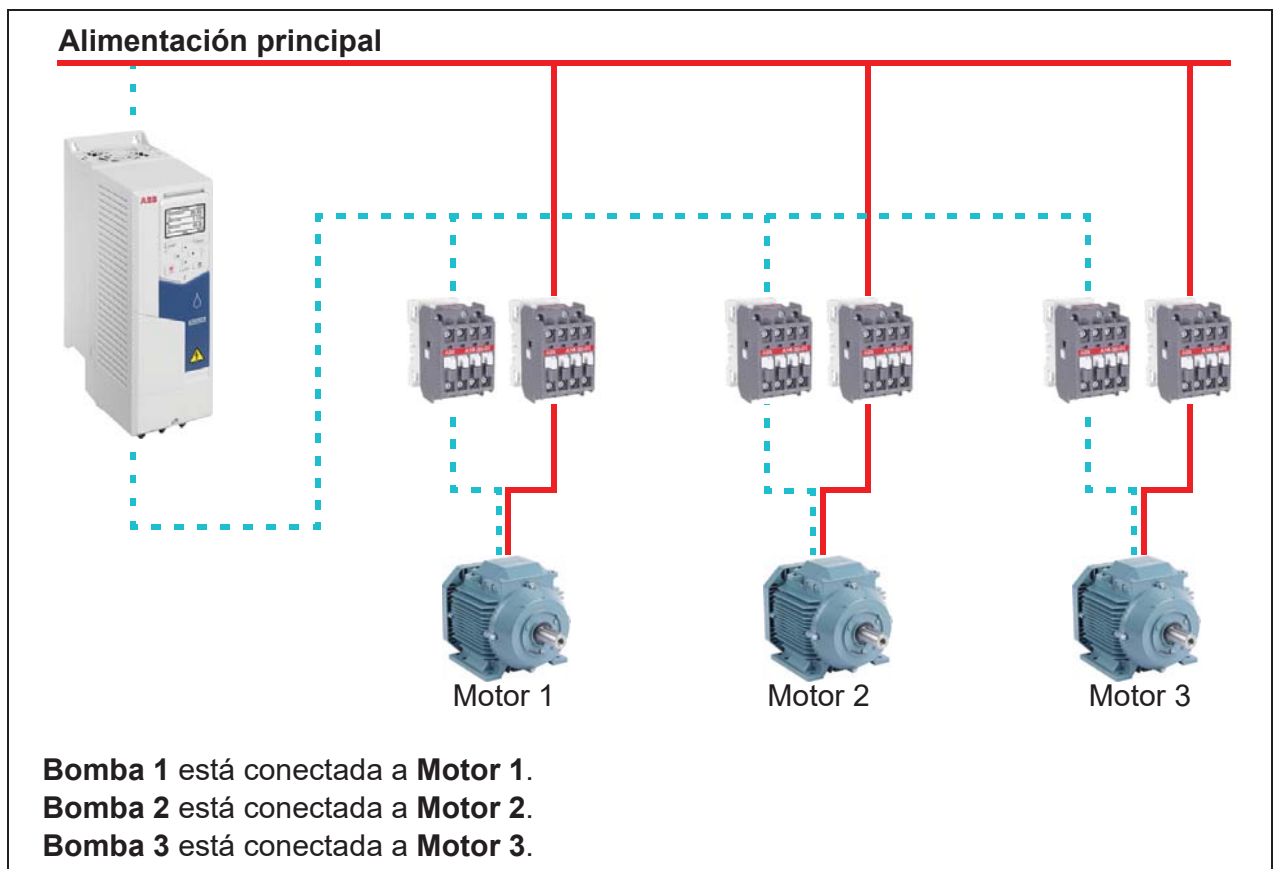 Alimentación principal
ABB
Motor 1
Motor 2
Motor 3
Bomba 1 está conectada a Motor 1.
Bomba 2 está conectada a Motor 2.
Bomba 3 está conectada a Motor 3.